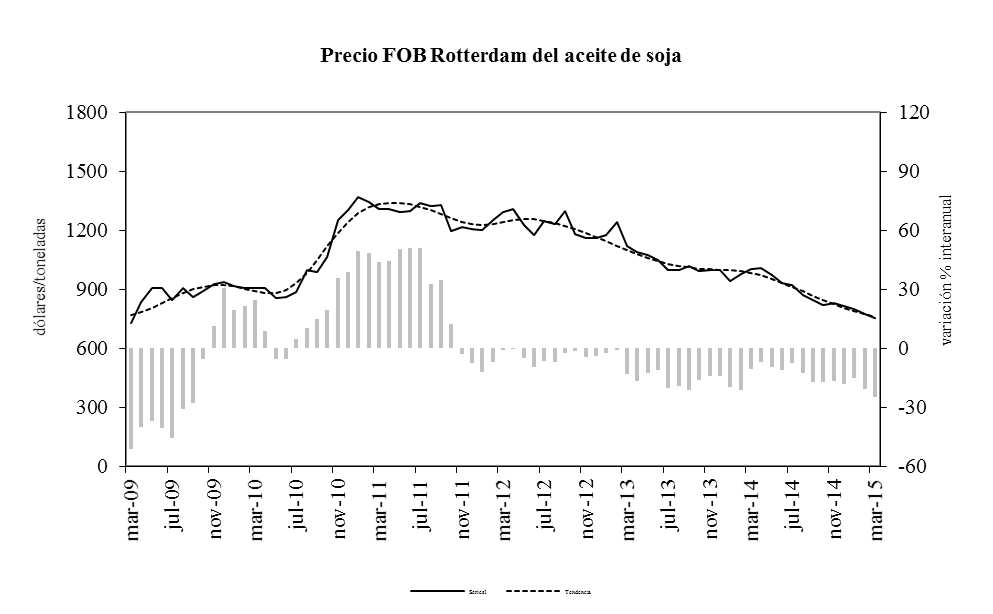 Precio FOB Rotterdam del aceite de soja
1800
1500
1200
900
600
300
0
dólares/toneladas
120
90
60
30
0
-30
-60
variación % interanual
mar-09
jul-09
nov-09
mar-10
jul-10
nov-10
mar-11
jul-11
nov-11
mar-12
jul-12
nov-12
mar-13
jul-13
nov-13
mar-14
jul-14
nov-14
mar-15
Series1 Tendencia